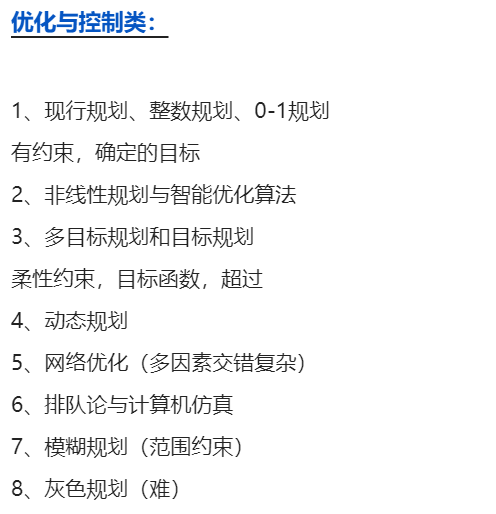 优化与控制类：
1、现行规划、整数规划、0-1规划
有约束，确定的目标
2、非线性规划与智能优化算法
3、多目标规划和目标规划
柔性约束，目标函数，超过
4、动态规划
5、网络优化（多因素交错复杂）
6、排队论与计算机仿真
7、模糊规划（范围约束）
8、灰色规划（难）